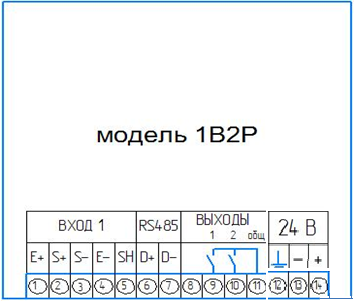 модель 1В2Р
ВХОД 1 RS485 ВЫХОДЫ 24 В
1 2 общ
E+ S+ S– E– SH D+ D– – +
1 2 3 4 5 6 7 8 9 10 11 12 13 14